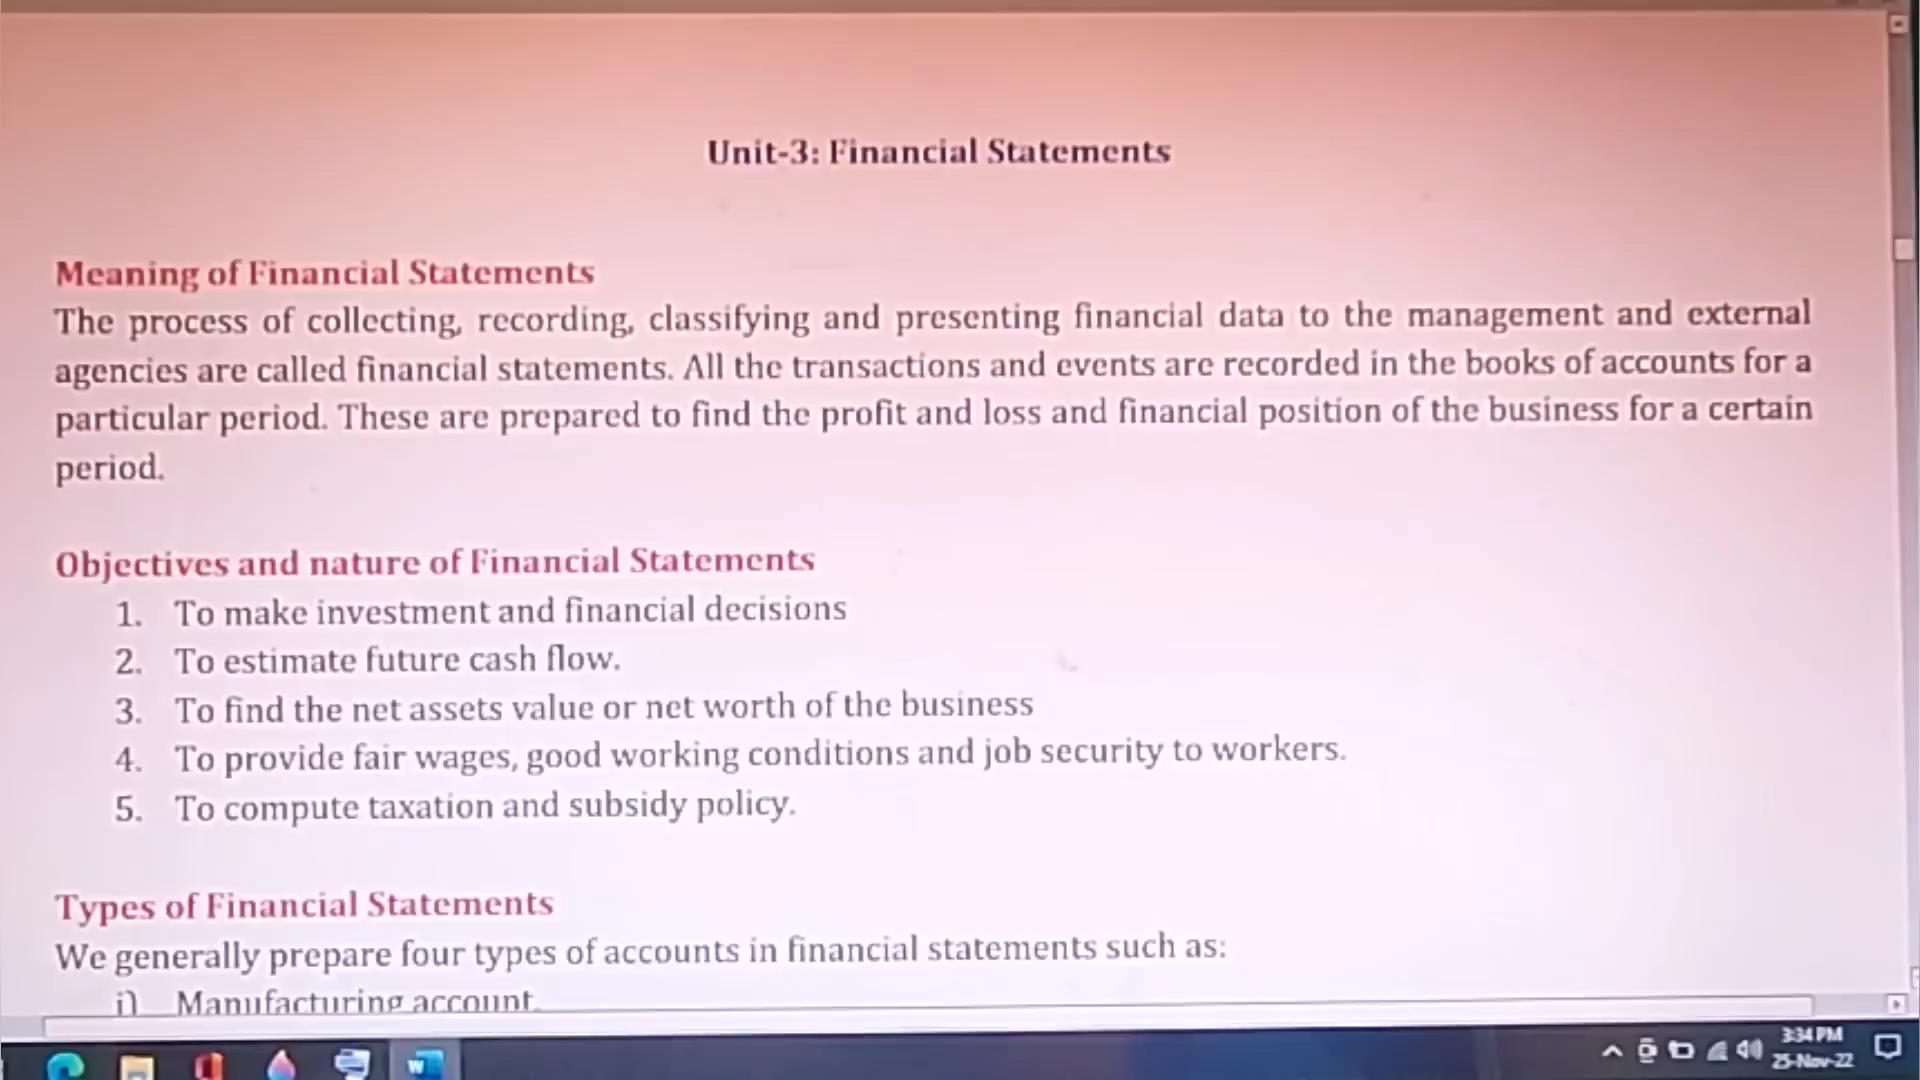 Unit-3: Financial Statements
Meaning of Financial Statements
The process of collecting, recording, classifying and presenting financial data to the management and external
agencies are called financial statements. All the transactions and events are recorded in the books of accounts for a
particular period. These are prepared to find the profit and loss and financial position of the business for a certain
period.
Objectives and nature of Financial Statements
1. To make investment and financial decisions
2. To estimate future cash flow.
3. To find the net assets value or net worth of the business
4. To provide fair wages, good working conditions and job security to workers.
5. To compute taxation and subsidy policy.
Types of Financial Statements
We generally prepare four types of accounts in financial statements such as:
i) Manufacturing account
3:34 PM
25-Nov-22